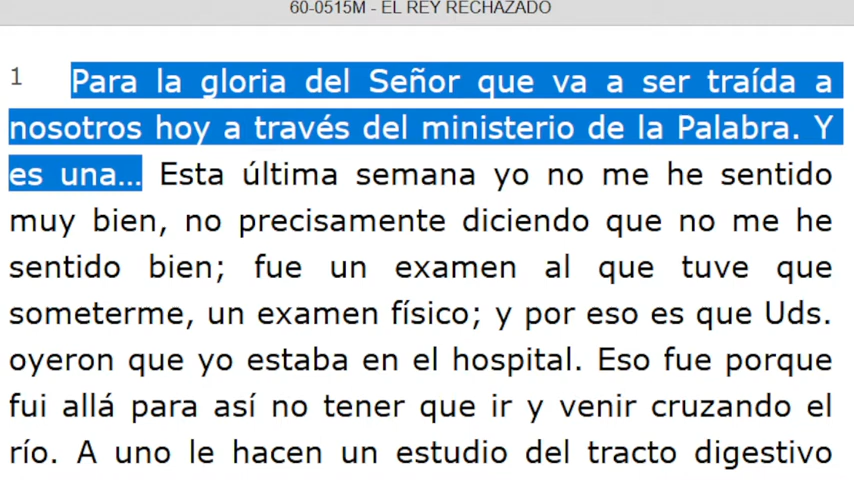 60-0515M - EL REY RECHAZADO
1 Para la gloria del Señor que va a ser traída a
nosotros hoy a través del ministerio de la Palabra. Y
es una... Esta última semana yo no me he sentido
muy bien, no precisamente diciendo que no me he
sentido bien; fue un examen al que tuve que
someterme, un examen físico; y por eso es que Uds.
oyeron que yo estaba en el hospital. Eso fue porque
fui allá para así no tener que ir y venir cruzando el
río. A uno le hacen un estudio del tracto digestivo